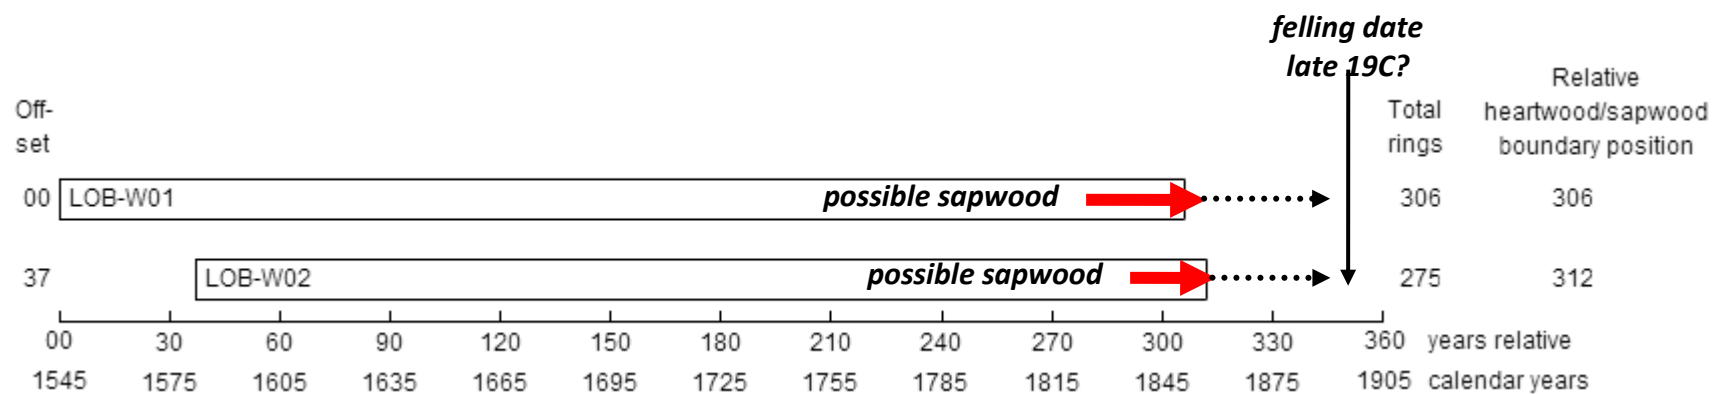 felling date
late 19C?
Off-
set
Total
rings
Relative
heartwood/sapwood
boundary position
00 LOB-W01 possible sapwood 306 306
37 LOB-W02 possible sapwood 275 312
00 30 60 90 120 150 180 210 240 270 300 330 360 years relative
1545 1575 1605 1635 1665 1695 1725 1755 1785 1815 1845 1875 1905 calendar years